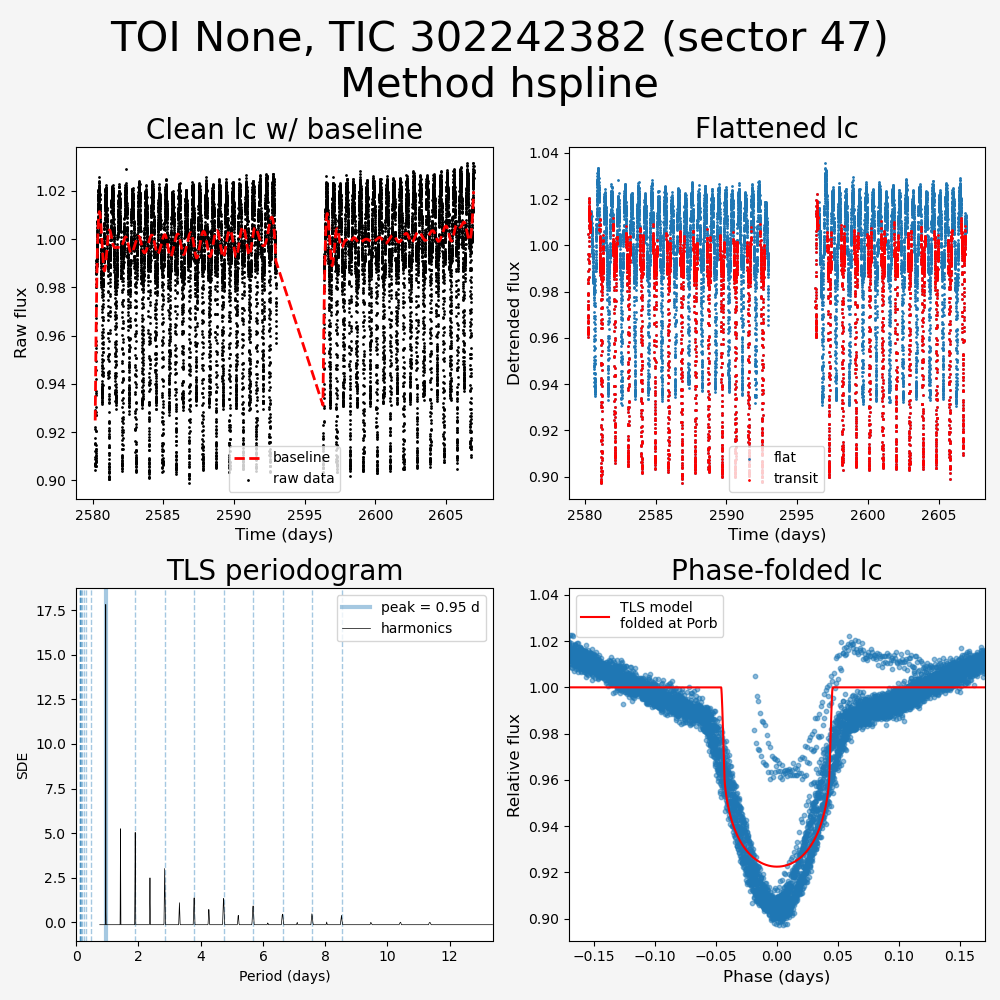 TOI None, TIC 302242382 (sector 47)
Method hspline
Clean lc w/ baseline
Raw flux
1.02
1.00
0.98
0.96
0.94
0.92
0.90
baseline
raw data
2580
2585
2590
2595
2600
2605
Time (days)
Flattened lc
Detrended flux
1.04
1.02
1.00
0.98
0.96
0.94
0.92
0.90
flat
transit
2580
2585
2590
2595
2600
2605
Time (days)
TLS periodogram
SDE
17.5
15.0
12.5
10.0
7.5
5.0
2.5
0.0
peak = 0.95 d
harmonics
0
2
4
6
8
10
12
Period (days)
Phase-folded lc
Relative flux
1.04
1.02
1.00
0.98
0.96
0.94
0.92
0.90
TLS model
folded at Porb
−0.15
−0.10
−0.05
0.00
0.05
0.10
0.15
Phase (days)